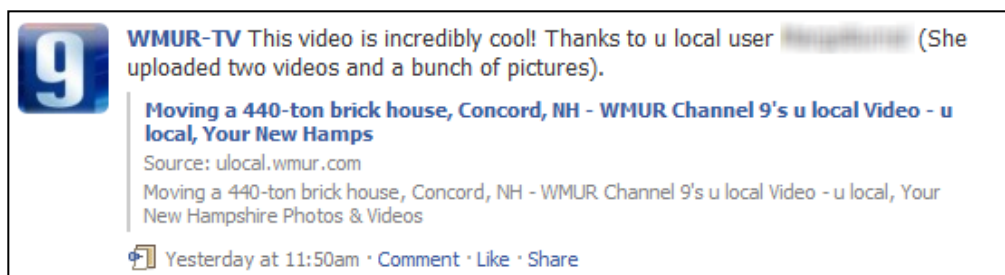 9
WMUR-TV This video is incredibly cool! Thanks to u local user (She
uploaded two videos and a bunch of pictures).
Moving a 440-ton brick house, Concord, NH - WMUR Channel 9's u local Video - u
local, Your New Hamps
Source: ulocal.wmur.com
Moving a 440-ton brick house, Concord, NH - WMUR Channel 9's u local Video - u local, Your
New Hampshire Photos & Videos
Yesterday at 11:50am · Comment · Like · Share